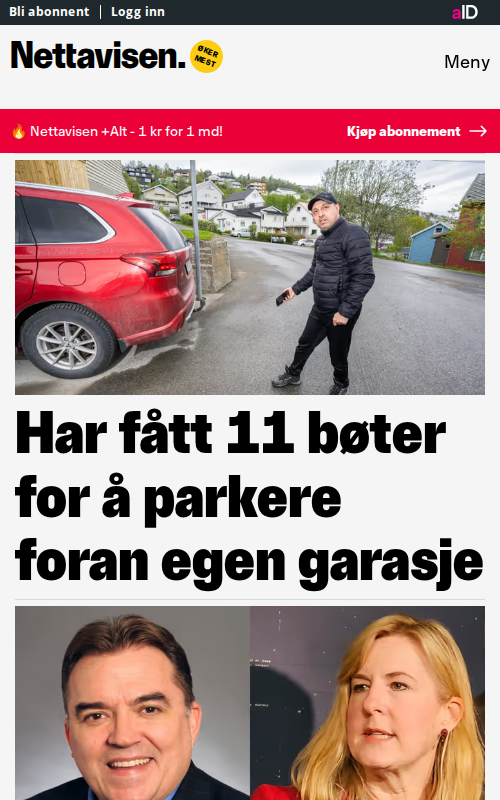 Bli abonnent
Logg inn
aID
Nettavisen.
ØKER
MEST
Meny
Nettavisen +Alt - 1 kr for 1 md!
Kjøp abonnement
Har fått 11 bøter
for å parkere
foran egen garasje